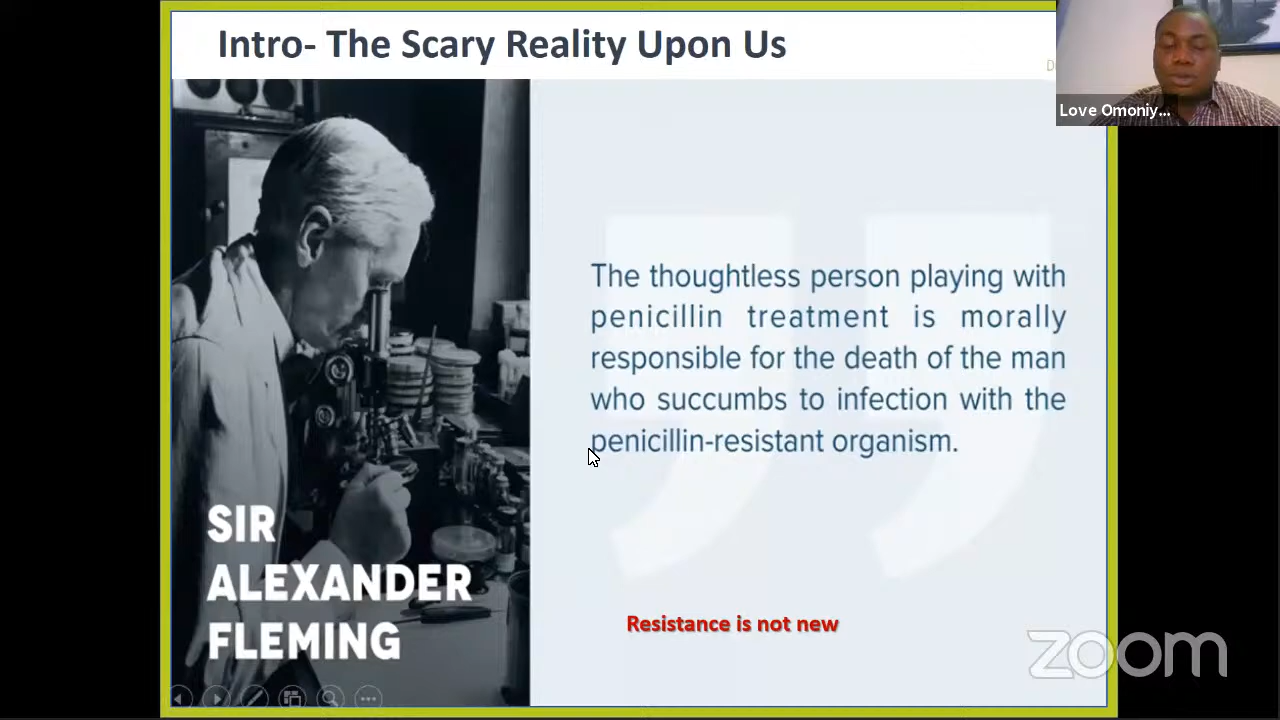 Intro- The Scary Reality Upon Us
Love Omoniy...
The thoughtless person playing with
penicillin treatment is morally
responsible for the death of the man
who succumbs to infection with the
penicillin-resistant organism.
SIR
ALEXANDER
FLEMING
Resistance is not new
zoom